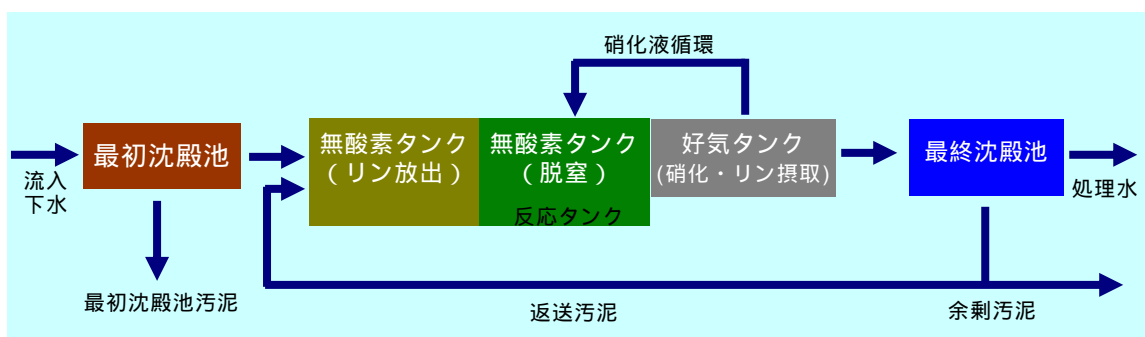 硝化液循環
流入
下水
最初沈殿池
無酸素タンク
(リン放出)
無酸素タンク
(脱窒)
反応タンク
好気タンク
(硝化・リン摂取)
最終沈殿池
処理水
最初沈殿池汚泥
返送汚泥
余剰汚泥